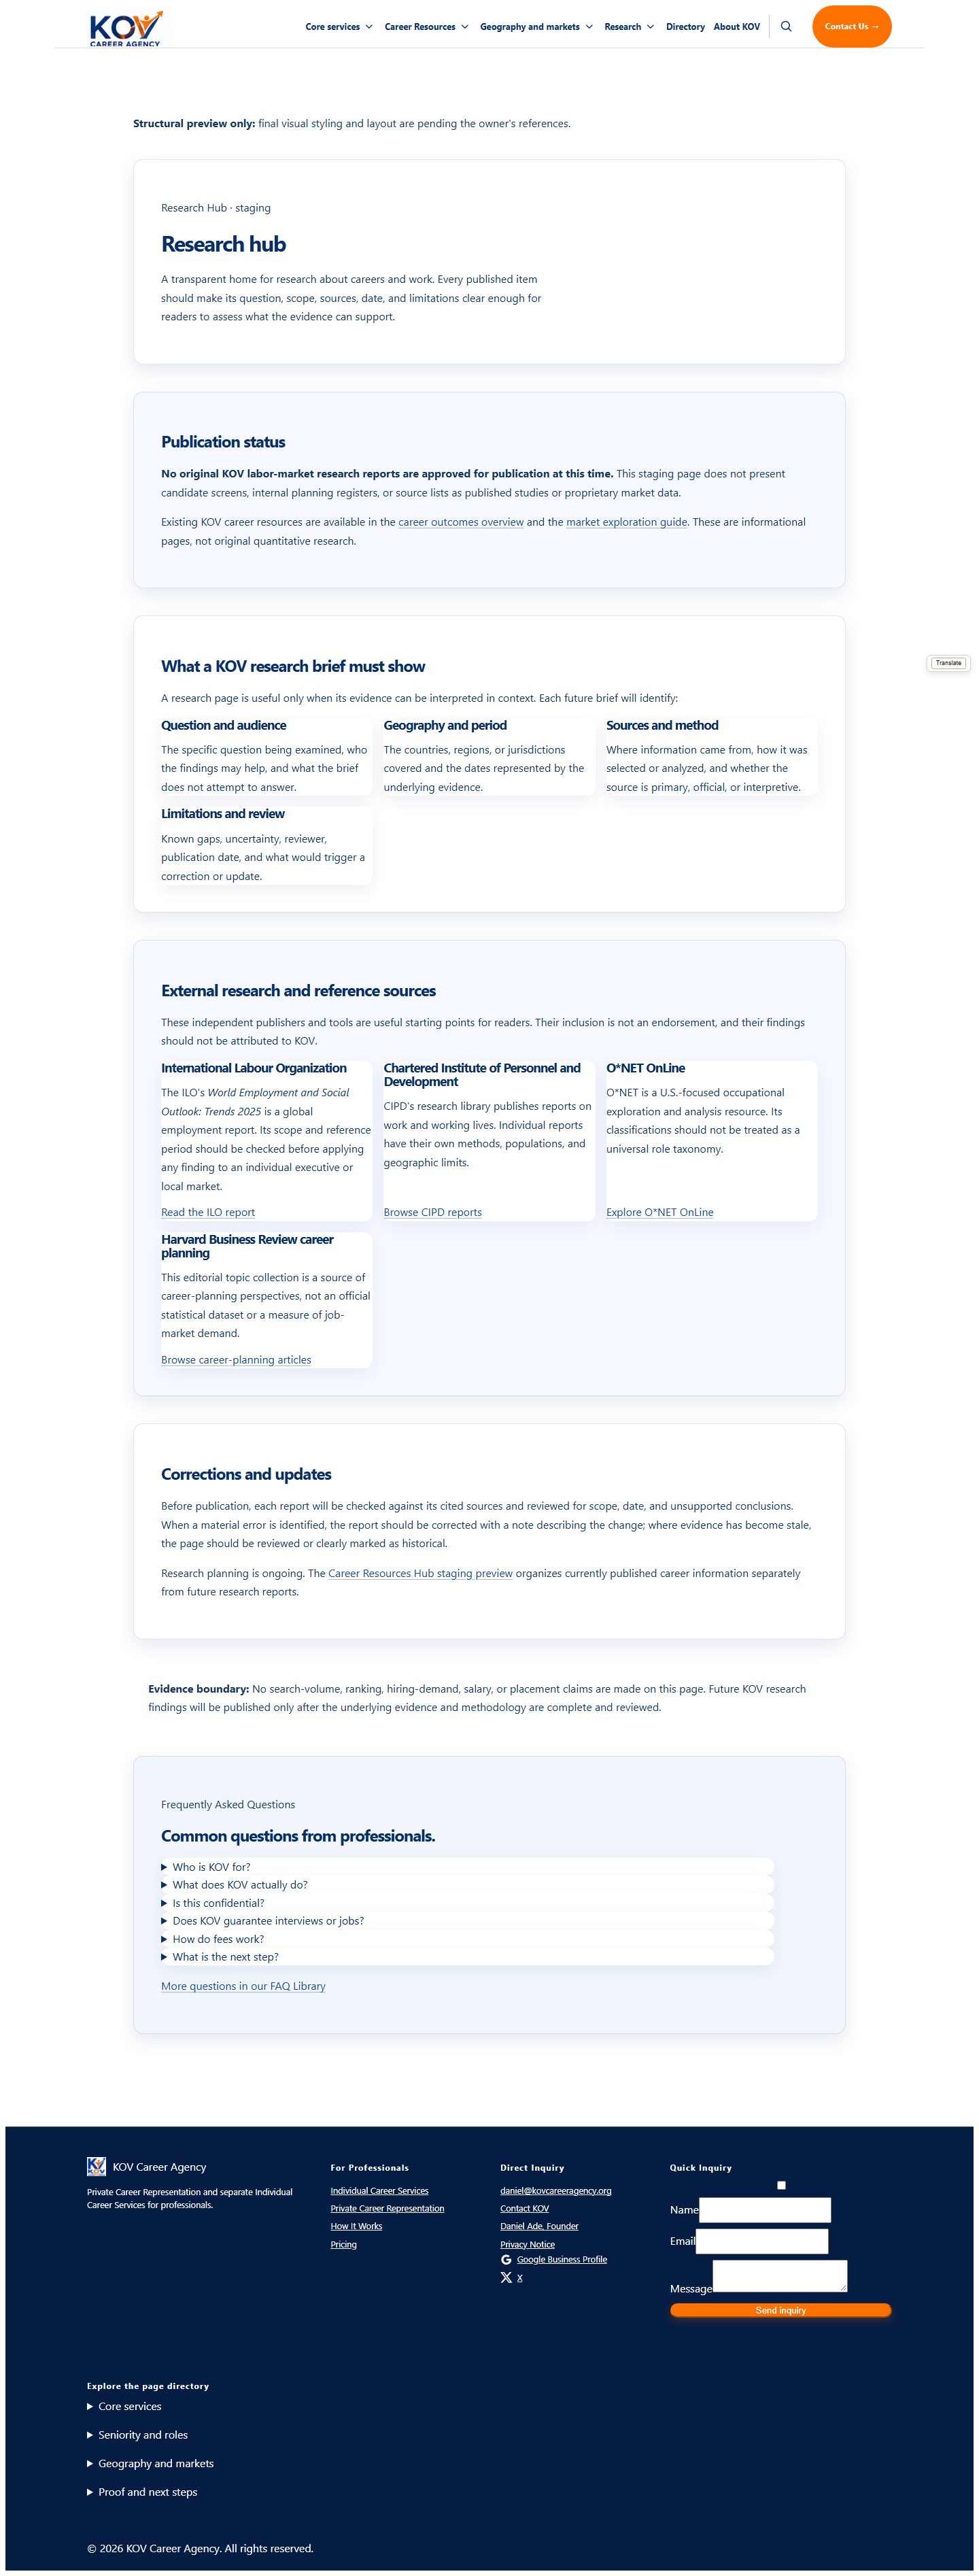 KOV
CAREER AGENCY
Core services
Career Resources
Geography and markets
Research
Directory
About KOV
Contact Us →
Structural preview only: final visual styling and layout are pending the owner's references.
Research Hub · staging
Research hub
A transparent home for research about careers and work. Every published item
should make its question, scope, sources, date, and limitations clear enough for
readers to assess what the evidence can support.
Publication status
No original KOV labor-market research reports are approved for publication at this time. This staging page does not present
candidate screens, internal planning registers, or source lists as published studies or proprietary market data.
Existing KOV career resources are available in the career outcomes overview and the market exploration guide. These are informational
pages, not original quantitative research.
Translate
What a KOV research brief must show
A research page is useful only when its evidence can be interpreted in context. Each future brief will identify:
Question and audience
The specific question being examined, who
the findings may help, and what the brief
does not attempt to answer.
Geography and period
The countries, regions, or jurisdictions
covered and the dates represented by the
underlying evidence.
Sources and method
Where information came from, how it was
selected or analyzed, and whether the
source is primary, official, or interpretive.
Limitations and review
Known gaps, uncertainty, reviewer,
publication date, and what would trigger a
correction or update.
External research and reference sources
These independent publishers and tools are useful starting points for readers. Their inclusion is not an endorsement, and their findings
should not be attributed to KOV.
International Labour Organization
The ILO's World Employment and Social
Outlook: Trends 2025 is a global
employment report. Its scope and reference
period should be checked before applying
any finding to an individual executive or
local market.
Read the ILO report
Chartered Institute of Personnel and
Development
CIPD's research library publishes reports on
work and working lives. Individual reports
have their own methods, populations, and
geographic limits.
Browse CIPD reports
O*NET OnLine
O*NET is a U.S.-focused occupational
exploration and analysis resource. Its
classifications should not be treated as a
universal role taxonomy.
Explore O*NET OnLine
Harvard Business Review career
planning
This editorial topic collection is a source of
career-planning perspectives, not an official
statistical dataset or a measure of job-
market demand.
Browse career-planning articles
Corrections and updates
Before publication, each report will be checked against its cited sources and reviewed for scope, date, and unsupported conclusions.
When a material error is identified, the report should be corrected with a note describing the change; where evidence has become stale,
the page should be reviewed or clearly marked as historical.
Research planning is ongoing. The Career Resources Hub staging preview organizes currently published career information separately
from future research reports.
Evidence boundary: No search-volume, ranking, hiring-demand, salary, or placement claims are made on this page. Future KOV research
findings will be published only after the underlying evidence and methodology are complete and reviewed.
Frequently Asked Questions
Common questions from professionals.
Who is KOV for?
What does KOV actually do?
Is this confidential?
Does KOV guarantee interviews or jobs?
How do fees work?
What is the next step?
More questions in our FAQ Library
KOV Career Agency
Private Career Representation and separate Individual
Career Services for professionals.
For Professionals
Individual Career Services
Private Career Representation
How It Works
Pricing
Direct Inquiry
daniel@kovcareeragency.org
Contact KOV
Daniel Ade, Founder
Privacy Notice
Google Business Profile
X
Quick Inquiry
Name
Email
Message
Send inquiry
Explore the page directory
Core services
Seniority and roles
Geography and markets
Proof and next steps
© 2026 KOV Career Agency. All rights reserved.